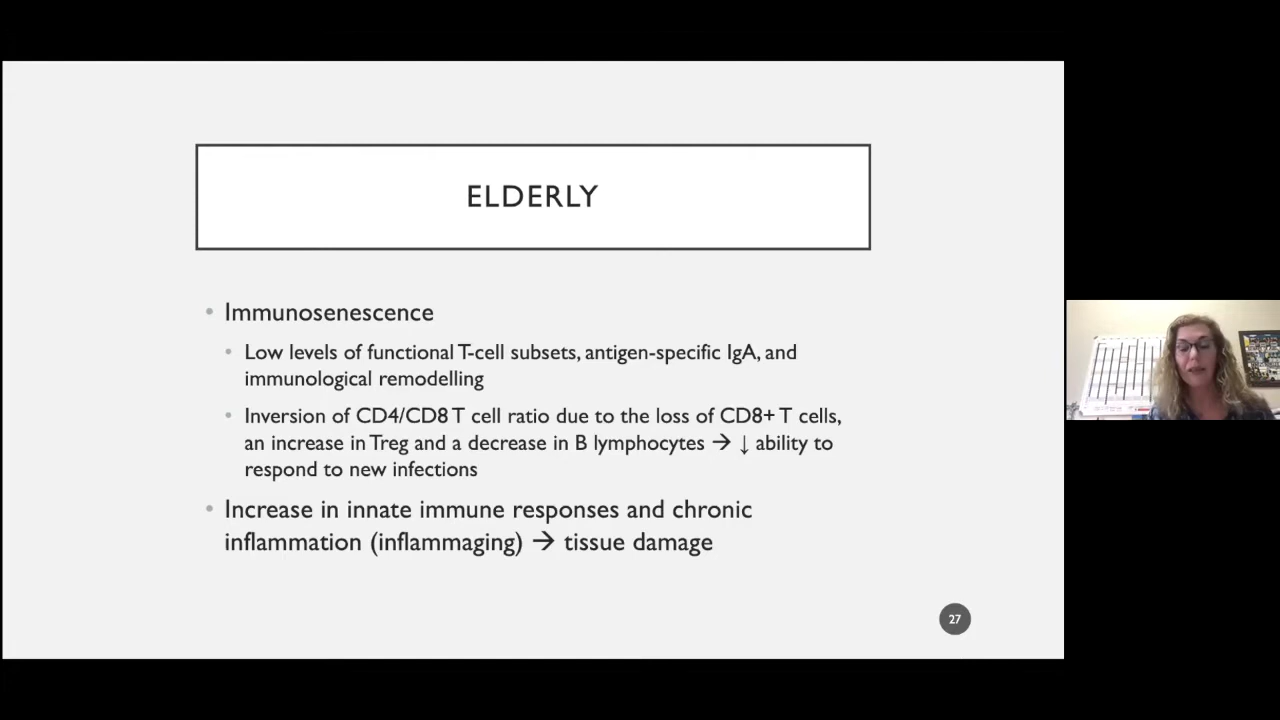 ELDERLY
• Immunosenescence
• Low levels of functional T-cell subsets, antigen-specific IgA, and
immunological remodelling
• Inversion of CD4/CD8 T cell ratio due to the loss of CD8+ T cells,
an increase in Treg and a decrease in B lymphocytes → ↓ ability to
respond to new infections
• Increase in innate immune responses and chronic
inflammation (inflammaging) → tissue damage
27